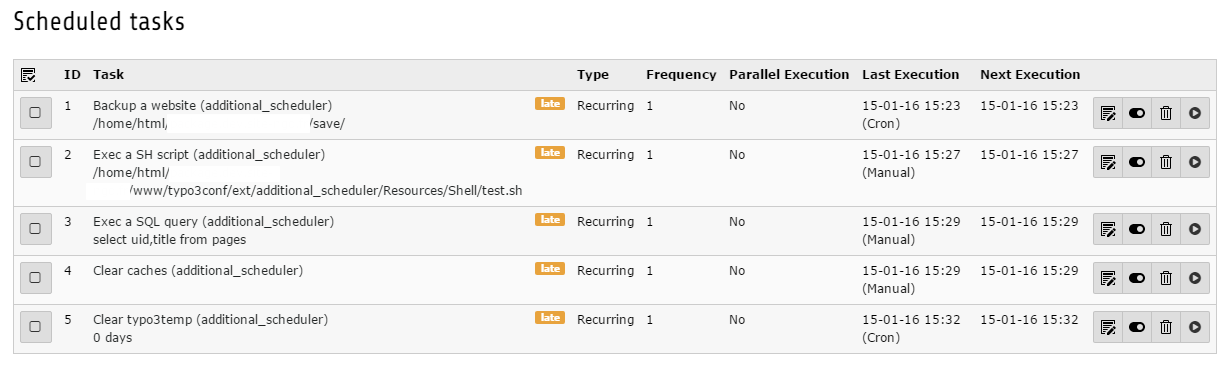 Scheduled tasks
ID Task Type Frequency Parallel Execution Last Execution Next Execution
1 Backup a website (additional_scheduler) late Recurring 1 No 15-01-16 15:23 15-01-16 15:23
/home/html/ /save/ (Cron)
2 Exec a SH script (additional_scheduler) late Recurring 1 No 15-01-16 15:27 15-01-16 15:27
/home/html/ (Manual)
/www/typo3conf/ext/additional_scheduler/Resources/Shell/test.sh
3 Exec a SQL query (additional_scheduler) late Recurring 1 No 15-01-16 15:29 15-01-16 15:29
select uid,title from pages (Manual)
4 Clear caches (additional_scheduler) late Recurring 1 No 15-01-16 15:29 15-01-16 15:29
(Manual)
5 Clear typo3temp (additional_scheduler) late Recurring 1 No 15-01-16 15:32 15-01-16 15:32
0 days (Cron)